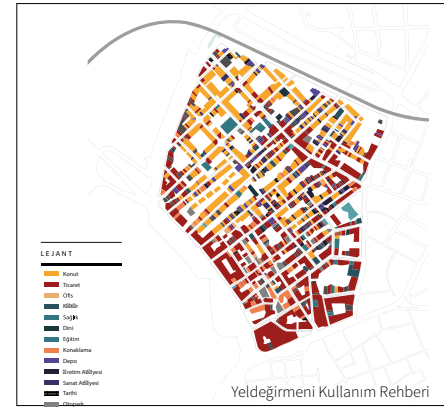 LEJANT
Konut
Ticaret
Ofis
Kültür
Sağlık
Dini
Eğitim
Konaklama
Depo
Üretim Atölyesi
Sanat Atölyesi
Tarihi
Otopark
Yeldeğirmeni Kullanım Rehberi